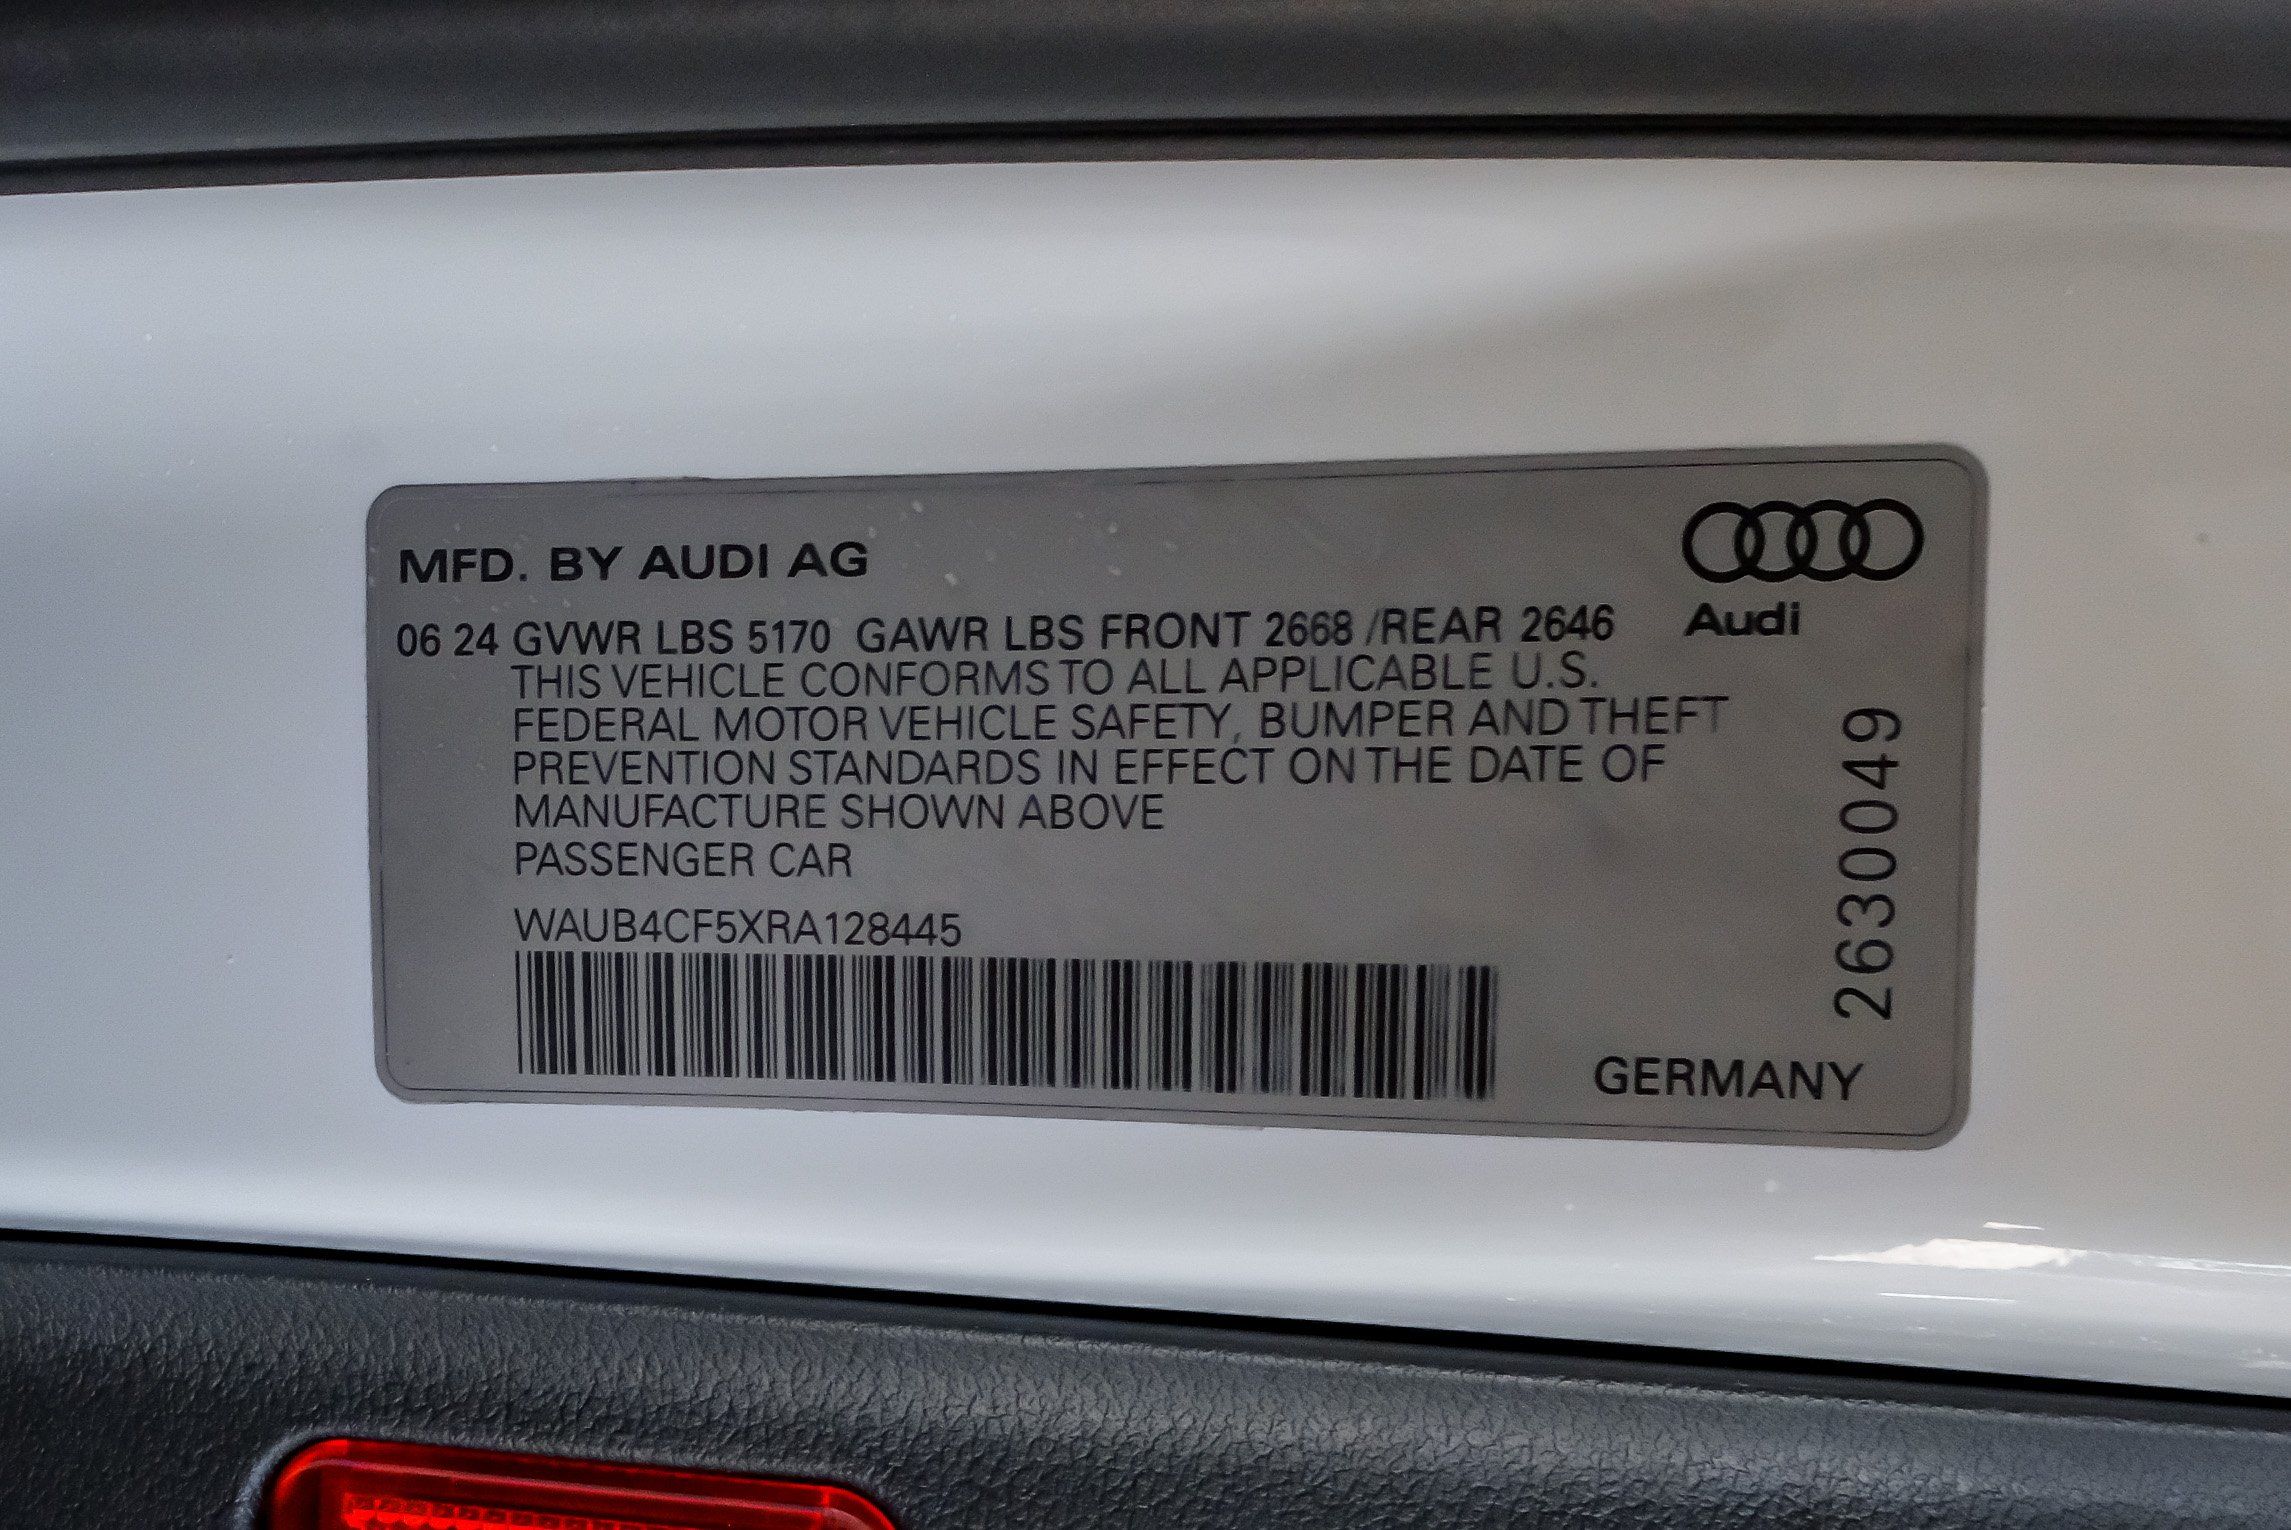 MFD. BY AUDI AG
Audi
06 24 GVWR LBS 5170 GAWR LBS FRONT 2668 /REAR 2646
THIS VEHICLE CONFORMS TO ALL APPLICABLE U.S.
FEDERAL MOTOR VEHICLE SAFETY, BUMPER AND THEFT
PREVENTION STANDARDS IN EFFECT ON THE DATE OF
MANUFACTURE SHOWN ABOVE
PASSENGER CAR
WAUB4CF5XRA128445
2630049
GERMANY